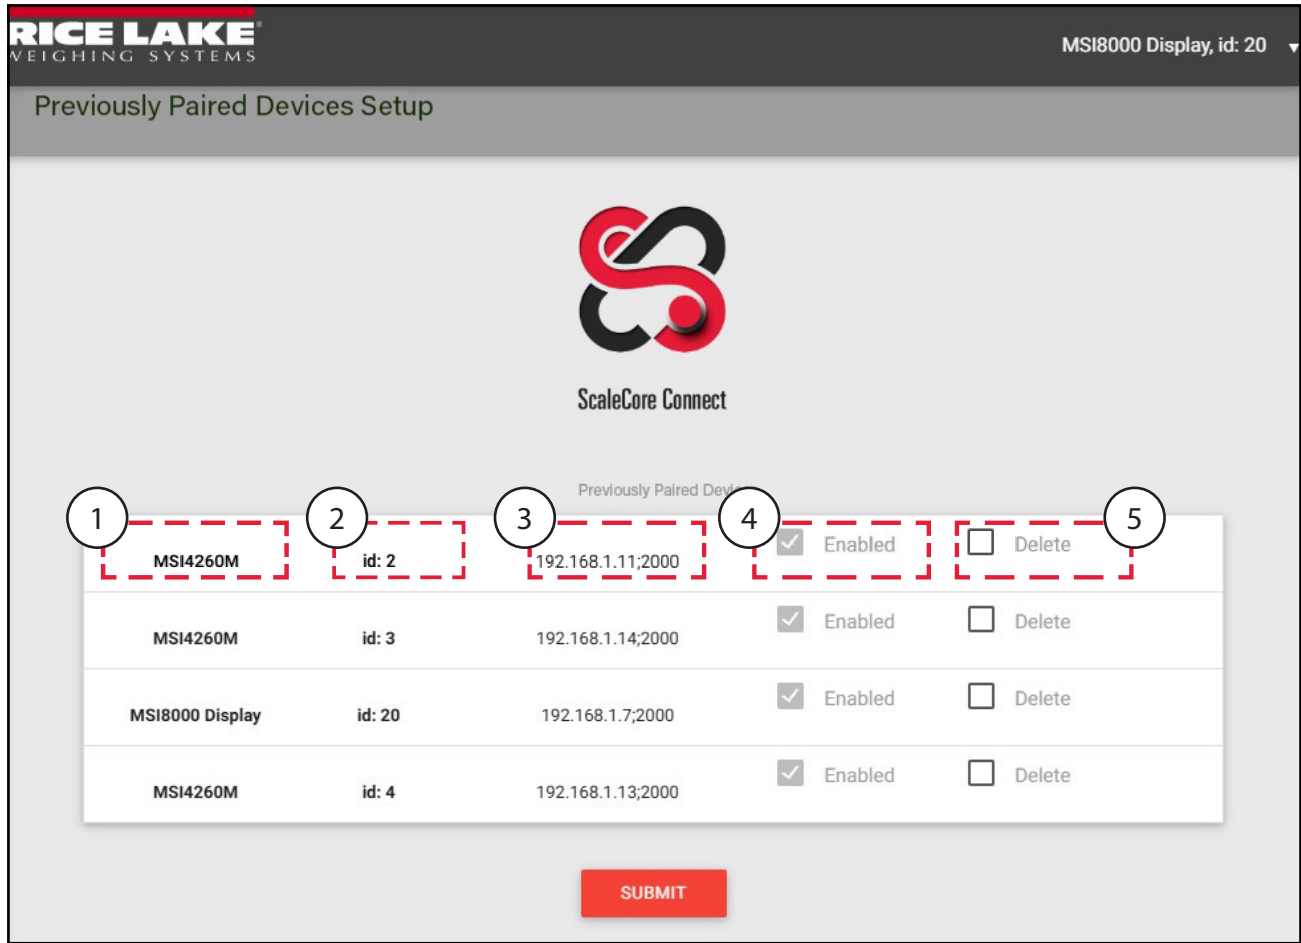 RICE LAKE®
WEIGHING SYSTEMS
MSI8000 Display, id: 20
Previously Paired Devices Setup
ScaleCore Connect
Previously Paired
1 2 3 4 5
MSI4260M id: 2 192.168.1.11;2000 Enabled Delete
MSI4260M id: 3 192.168.1.14;2000 Enabled Delete
MSI8000 Display id: 20 192.168.1.7;2000 Enabled Delete
MSI4260M id: 4 192.168.1.13;2000 Enabled Delete
SUBMIT